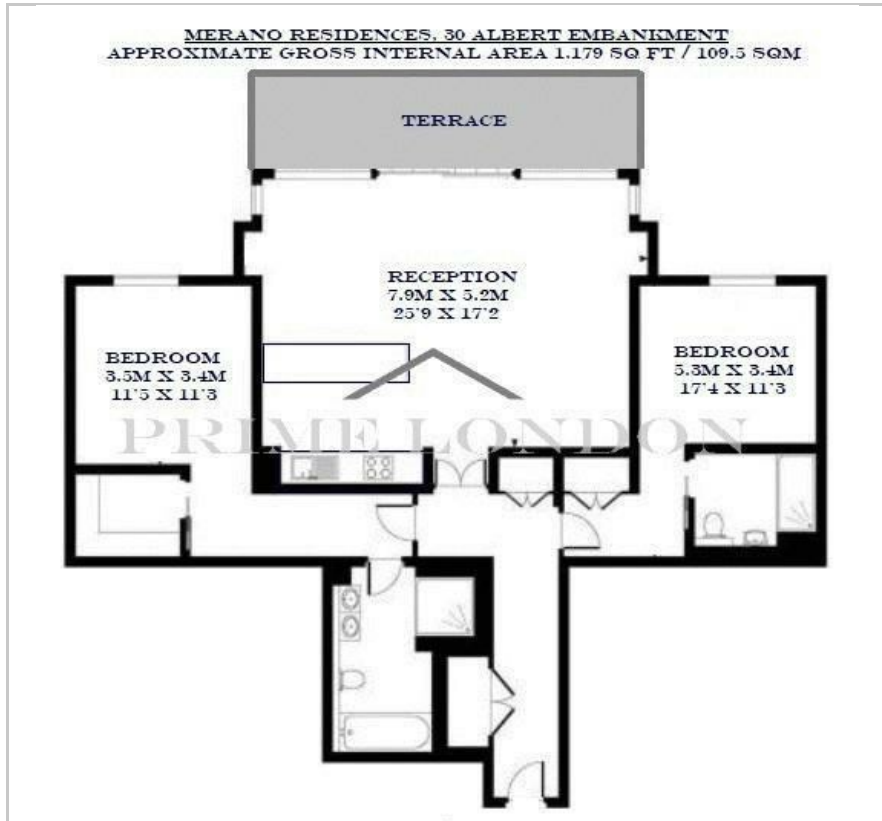 MERANO RESIDENCES, 30 ALBERT EMBANKMENT
APPROXIMATE GROSS INTERNAL AREA 1.179 SQ FT / 109.5 SQM
TERRACE
RECEPTION
7.9M X 5.2M
25'9 X 17'2
BEDROOM
3.5M X 3.4M
11'5 X 11'3
BEDROOM
5.3M X 3.4M
17'4 X 11'3
PRIME LONDON